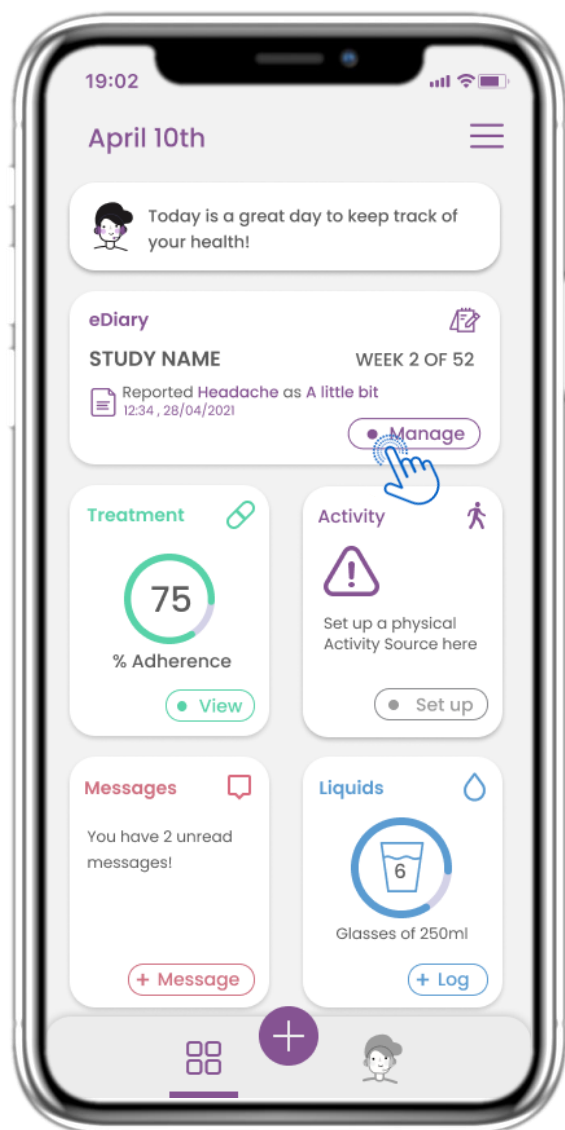 19:02
April 10th
Today is a great day to keep track of
your health!
eDiary
STUDY NAME
WEEK 2 OF 52
Reported Headache as A little bit
12:34 , 28/04/2021
Manage
Treatment
75
% Adherence
View
Activity
Set up a physical
Activity Source here
Set up
Messages
You have 2 unread
messages!
+ Message
Liquids
6
Glasses of 250ml
+ Log